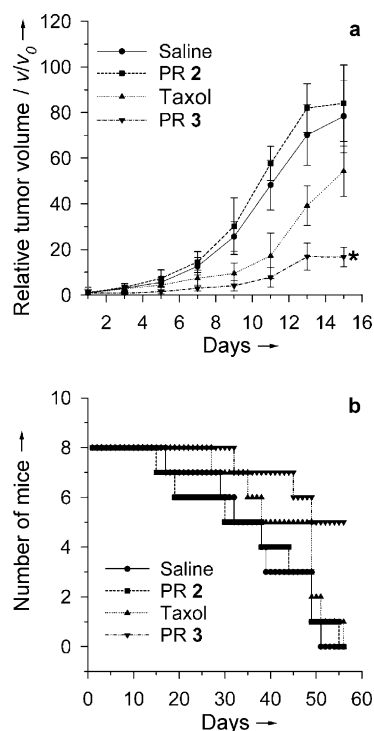 a
Saline
PR 2
Taxol
PR 3
Relative tumor volume / v/v₀ →
120
100
80
60
40
20
0
*
2 4 6 8 10 12 14 16
Days →
b
Number of mice →
10
8
6
4
2
0
Saline
PR 2
Taxol
PR 3
0 10 20 30 40 50 60
Days →